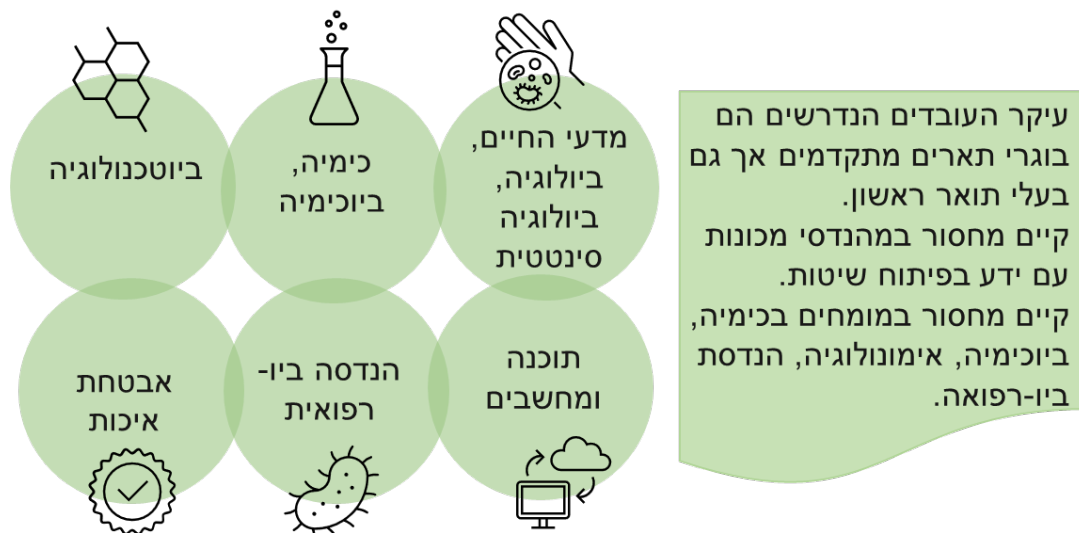 מדעי החיים,
ביולוגיה,
ביולוגיה
סינטטית
כימיה,
ביוכימיה
ביוטכנולוגיה
תוכנה
ומחשבים
הנדסה ביו-
רפואית
אבטחת
איכות
עיקר העובדים הנדרשים הם
בוגרי תארים מתקדמים אך גם
בעלי תואר ראשון.
קיים מחסור במהנדסי מכונות
עם ידע בפיתוח שיטות.
קיים מחסור במומחים בכימיה,
ביוכימיה, אימונולוגיה, הנדסת
ביו-רפואה.